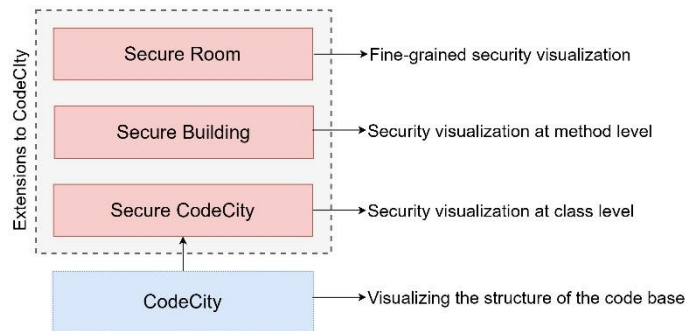 Extensions to CodeCIty
Secure Room
Fine-grained security visualization
Secure Building
Security visualization at method level
Secure CodeCity
Security visualization at class level
CodeCity
Visualizing the structure of the code base